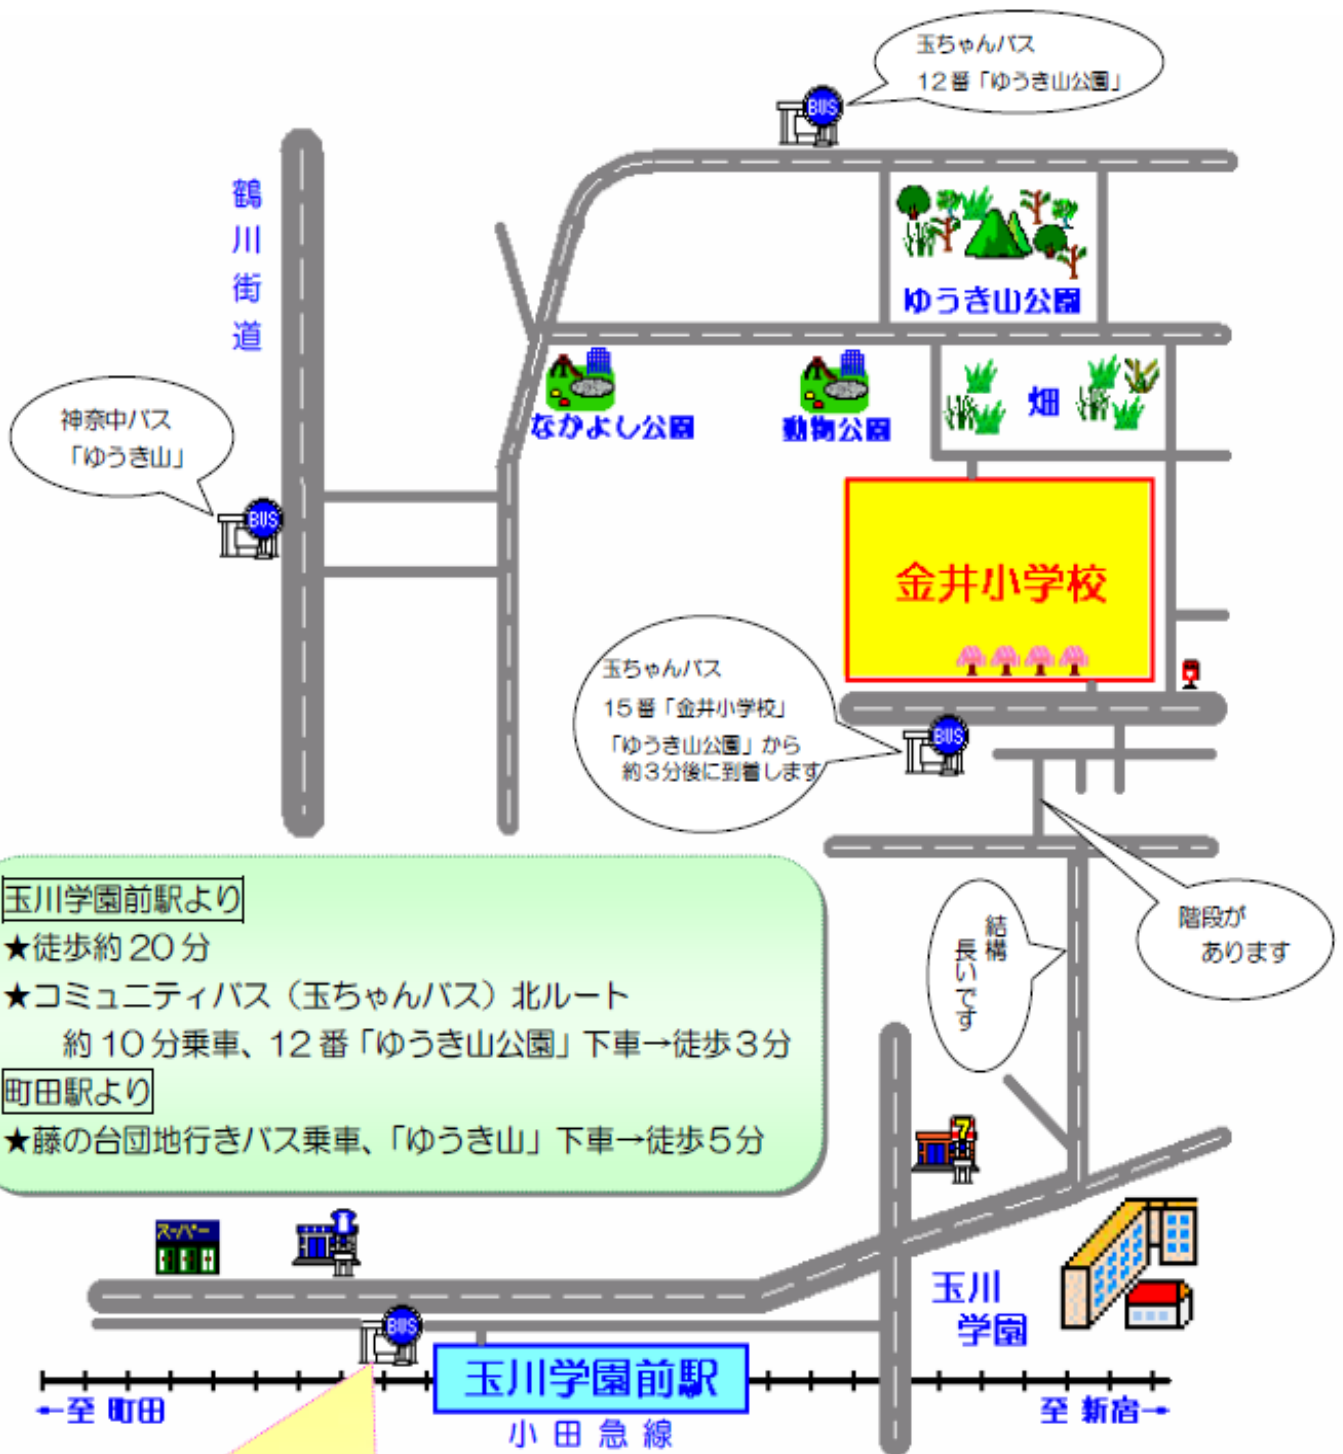 玉ちゃんバス
12番「ゆうき山公園」
BUS
鶴川街道
ゆうき山公園
なかよし公園
動物公園
畑
神奈中バス
「ゆうき山」
BUS
金井小学校
玉ちゃんバス
15番「金井小学校」
「ゆうき山公園」から
約3分後に到着します
BUS
階段が
あります
結構
長いです
玉川学園前駅より
★徒歩約20分
★コミュニティバス（玉ちゃんバス）北ルート
約10分乗車、12番「ゆうき山公園」下車→徒歩3分
町田駅より
★藤の台団地行きバス乗車、「ゆうき山」下車→徒歩5分
7
スーパー
玉川
学園
BUS
玉川学園前駅
←至 町田
至 新宿→
小田急線